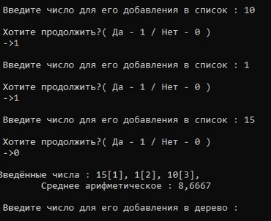 Введите число для его добавления в список : 10
Хотите продолжить?( Да - 1 / Нет - 0 )
->1
Введите число для его добавления в список : 1
Хотите продолжить?( Да - 1 / Нет - 0 )
->1
Введите число для его добавления в список : 15
Хотите продолжить?( Да - 1 / Нет - 0 )
->0
Введённые числа : 15[1], 1[2], 10[3],
Среднее арифметическое : 8,6667
Введите число для его добавления в дерево :